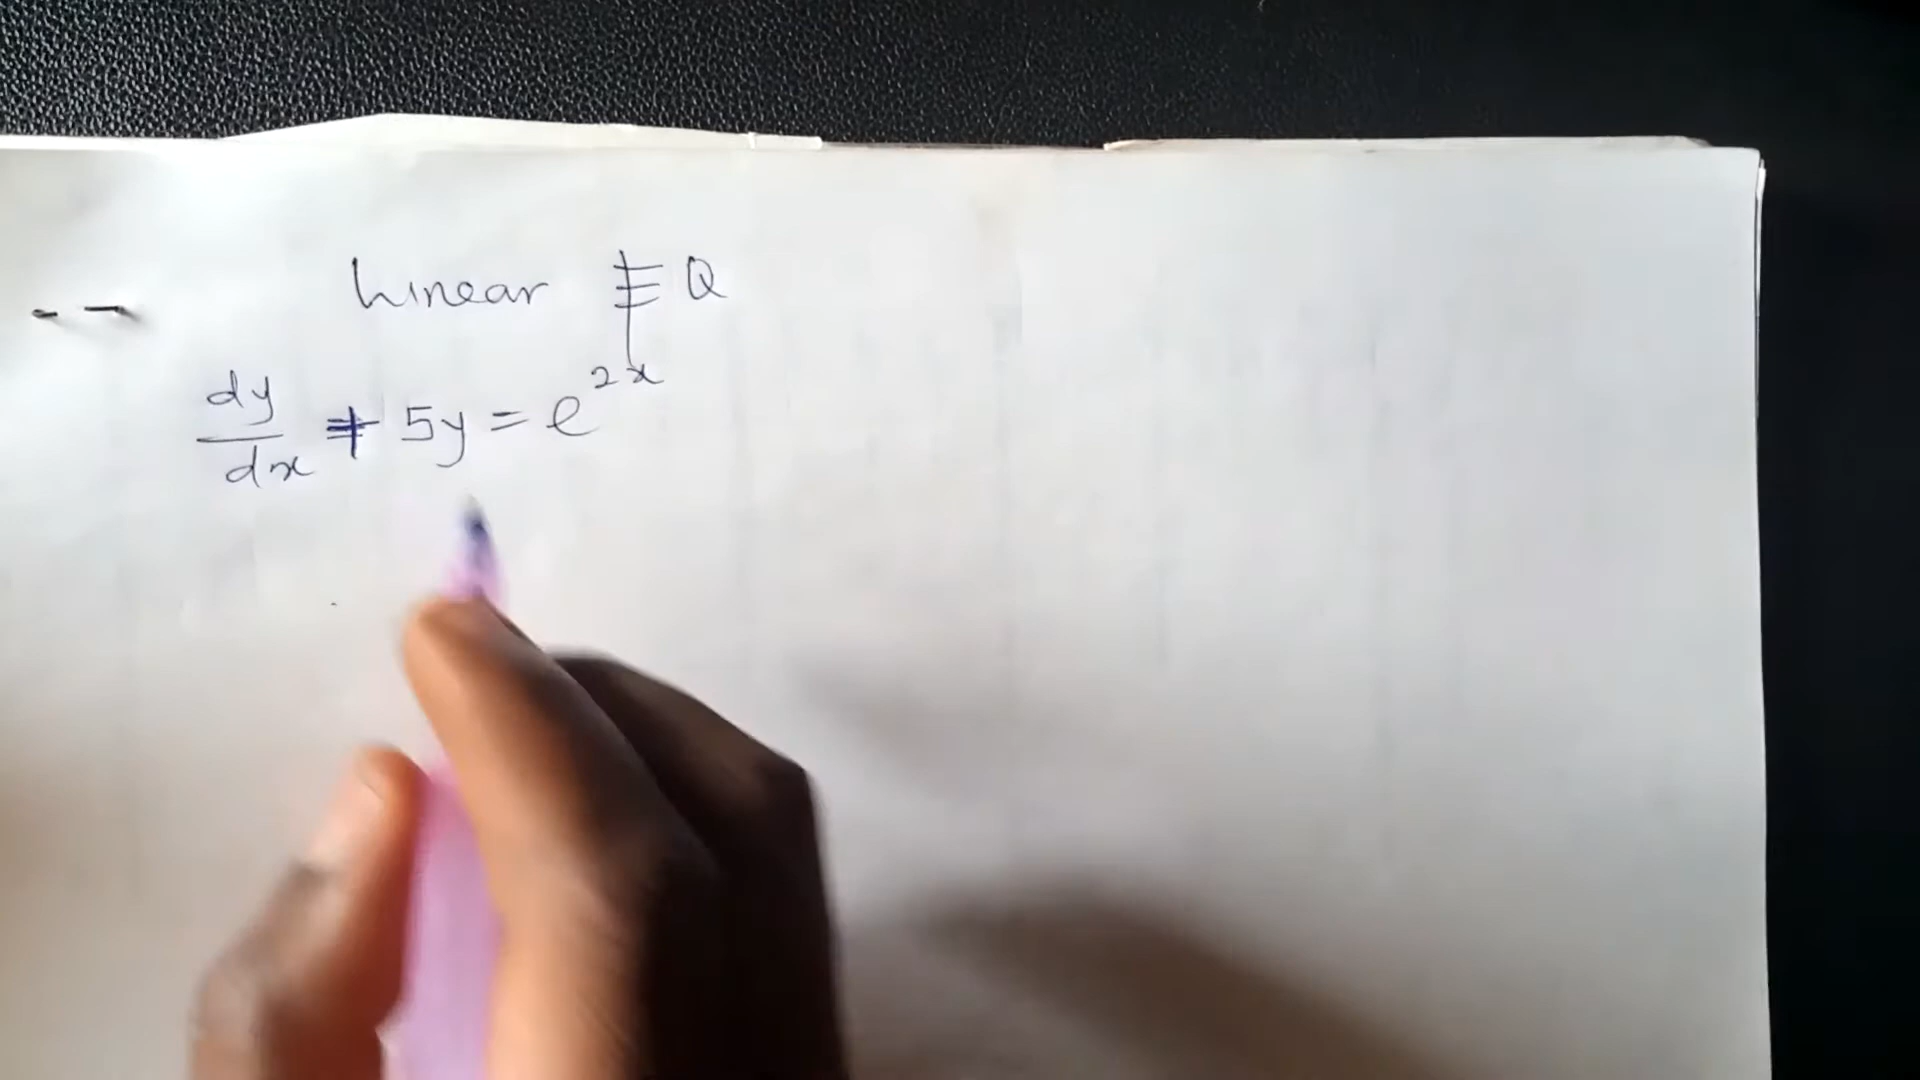 Linear EQ
dy/dx + 5y = e^{2x}